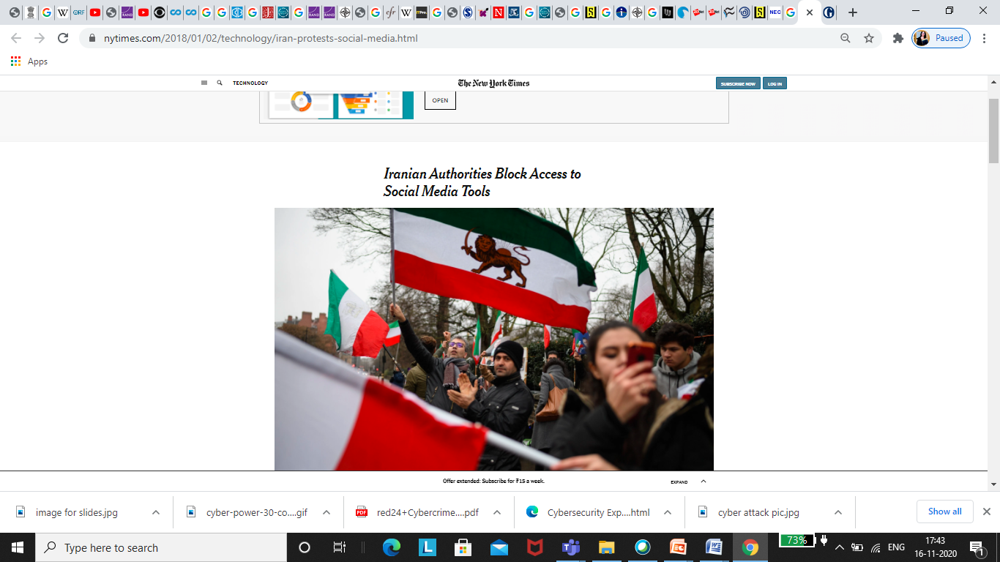 nytimes.com/2018/01/02/technology/iran-protests-social-media.html
Paused
Apps
TECHNOLOGY
The New York Times
SUBSCRIBE NOW
LOG IN
OPEN
Iranian Authorities Block Access to
Social Media Tools
Offer extended: Subscribe for ₹15 a week.
EXPAND
image for slides.jpg
cyber-power-30-co....gif
red24+Cybercrime....pdf
Cybersecurity Exp....html
cyber attack pic.jpg
Show all
Type here to search
73%
ENG
17:43
16-11-2020
1